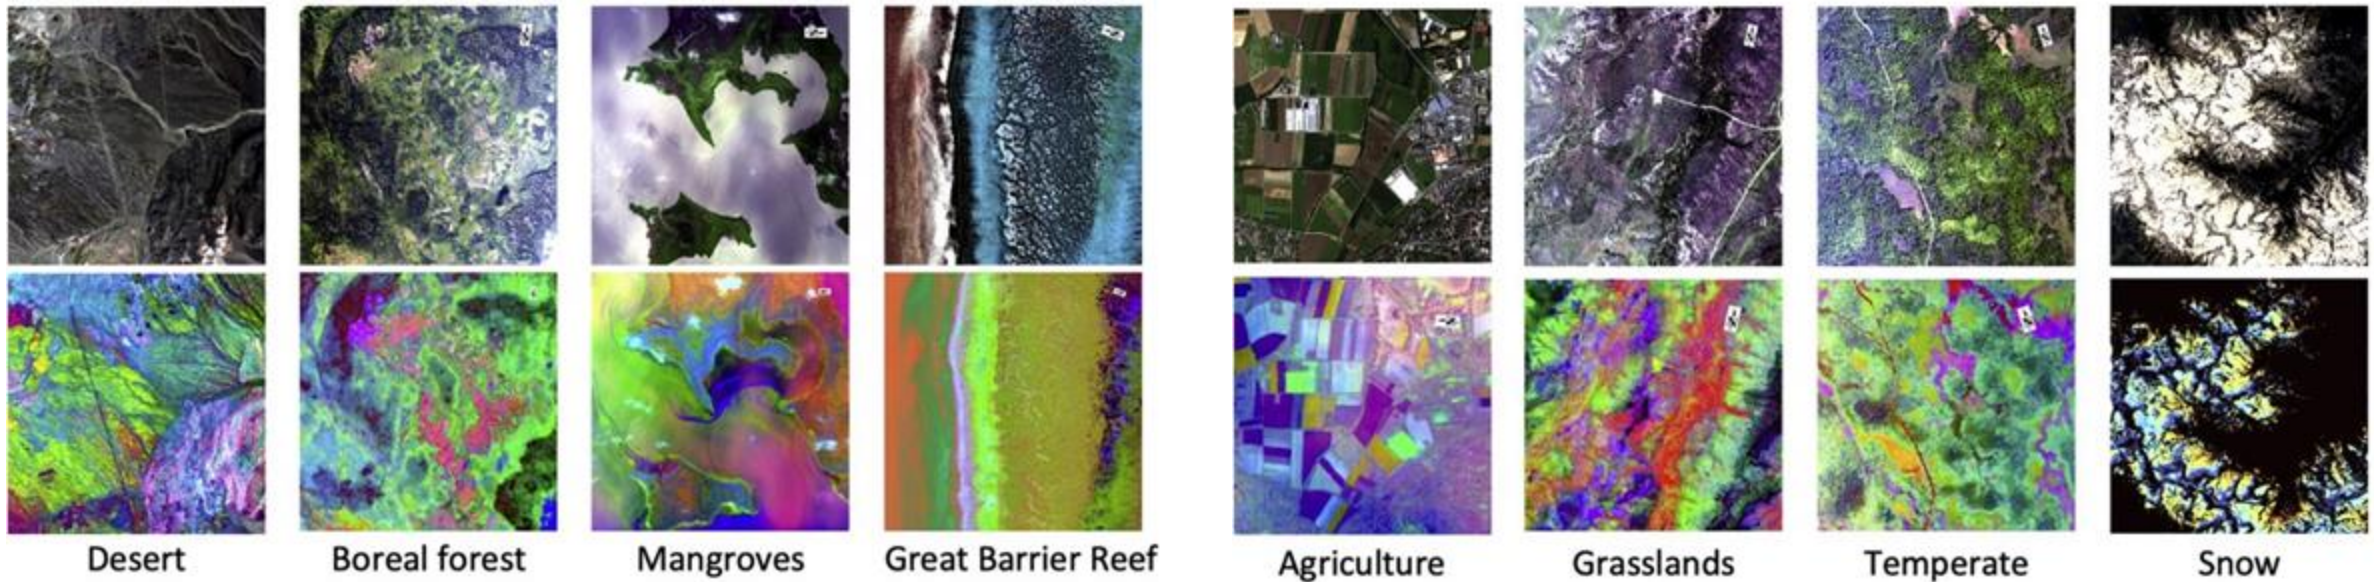 Desert
Boreal forest
Mangroves
Great Barrier Reef
Agriculture
Grasslands
Temperate
Snow